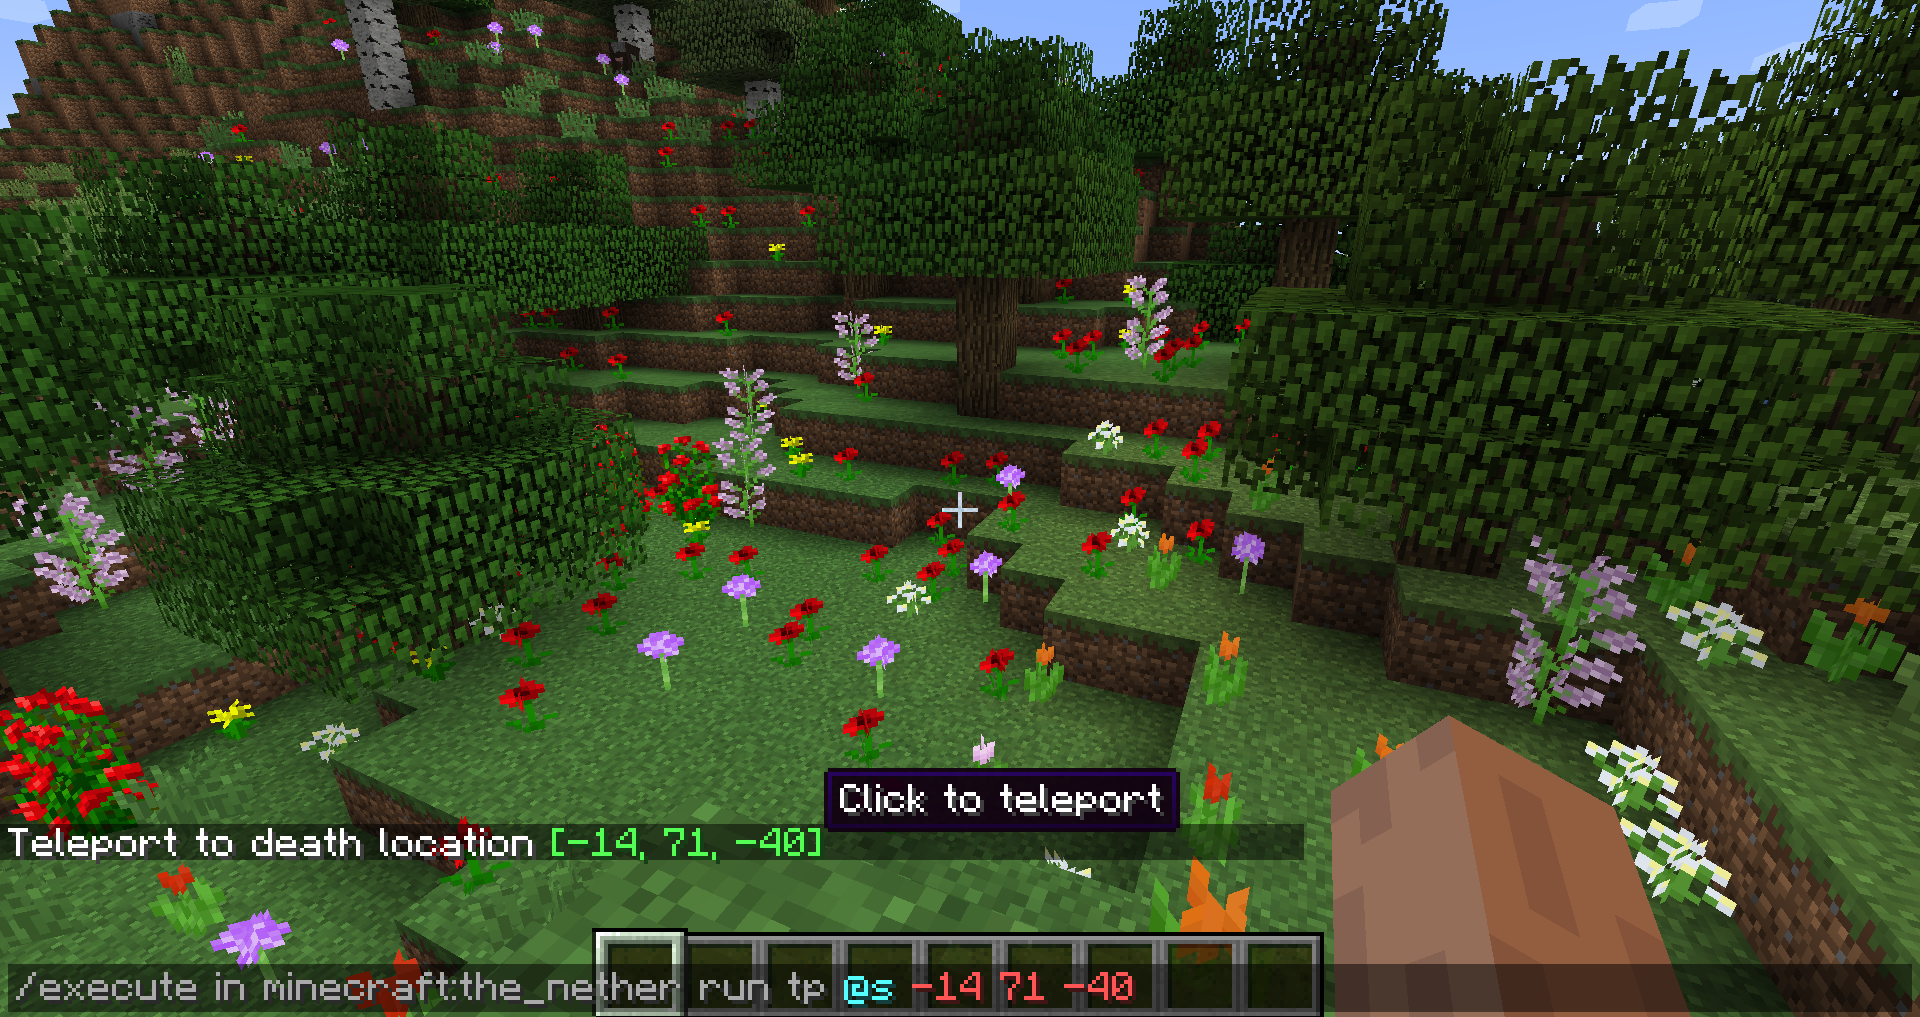 Click to teleport
Teleport to death location [-14, 71, -40]
/execute in minecraft:the_nether run tp @s -14 71 -40